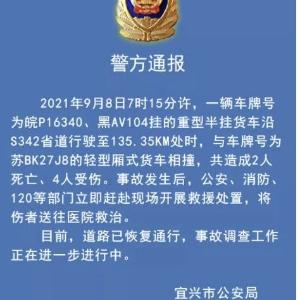 警方通报
2021年9月8日7时15分许，一辆车牌号
为皖P16340、黑AV104挂的重型半挂货车沿
S342省道行驶至135.35KM处时，与车牌号为
苏BK27J8的轻型厢式货车相撞，共造成2人
死亡、4人受伤。事故发生后，公安、消防、
120等部门立即赶赴现场开展救援处置，将
伤者送往医院救治。
目前，道路已恢复通行，事故调查工作
正在进一步进行中。
宜兴市公安局